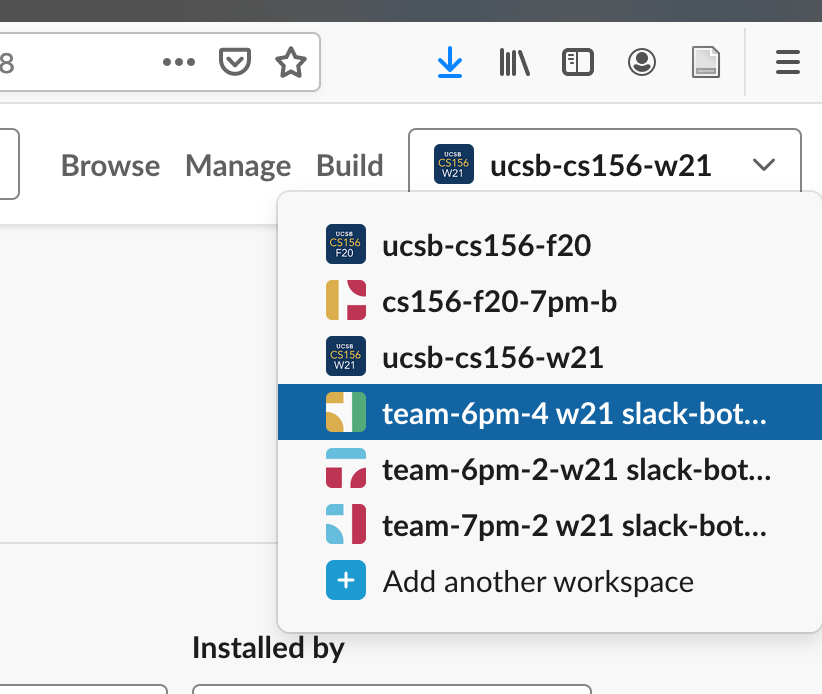 8
Browse Manage Build UCSB CS156 W21 ucsb-cs156-w21
UCSB CS156 F20 ucsb-cs156-f20
cs156-f20-7pm-b
UCSB CS156 W21 ucsb-cs156-w21
team-6pm-4 w21 slack-bot...
team-6pm-2-w21 slack-bot...
team-7pm-2 w21 slack-bot...
+ Add another workspace
Installed by